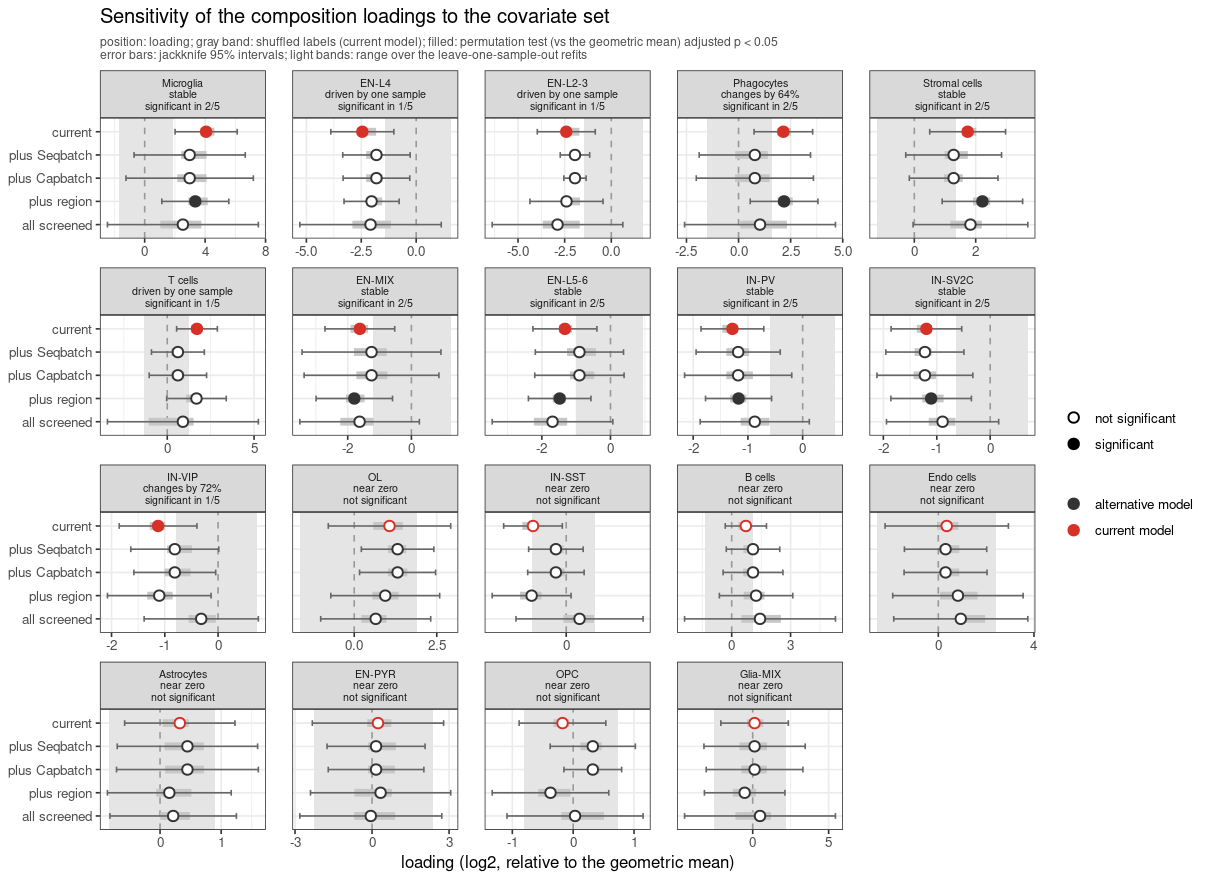 Sensitivity of the composition loadings to the covariate set
position: loading; gray band: shuffled labels (current model); filled: permutation test (vs the geometric mean) adjusted p < 0.05
error bars: jackknife 95% intervals; light bands: range over the leave-one-sample-out refits
Microglia
stable
significant in 2/5
EN-L4
driven by one sample
significant in 1/5
EN-L2-3
driven by one sample
significant in 1/5
Phagocytes
changes by 64%
significant in 2/5
Stromal cells
stable
significant in 2/5
current
plus Seqbatch
plus Capbatch
plus region
all screened
0 4 8
-5.0 -2.5 0.0
-5.0 -2.5 0.0
-2.5 0.0 2.5 5.0
0 2
T cells
driven by one sample
significant in 1/5
EN-MIX
stable
significant in 2/5
EN-L5-6
stable
significant in 2/5
IN-PV
stable
significant in 2/5
IN-SV2C
stable
significant in 2/5
current
plus Seqbatch
plus Capbatch
plus region
all screened
0 5
-2 0
-2 0
-2 -1 0
-2 -1 0
IN-VIP
changes by 72%
significant in 1/5
OL
near zero
not significant
IN-SST
near zero
not significant
B cells
near zero
not significant
Endo cells
near zero
not significant
current
plus Seqbatch
plus Capbatch
plus region
all screened
-2 -1 0
0.0 2.5
0
0 3
0 4
Astrocytes
near zero
not significant
EN-PYR
near zero
not significant
OPC
near zero
not significant
Glia-MIX
near zero
not significant
current
plus Seqbatch
plus Capbatch
plus region
all screened
0 1
-3 0 3
-1 0 1
0 5
loading (log2, relative to the geometric mean)
not significant
significant
alternative model
current model